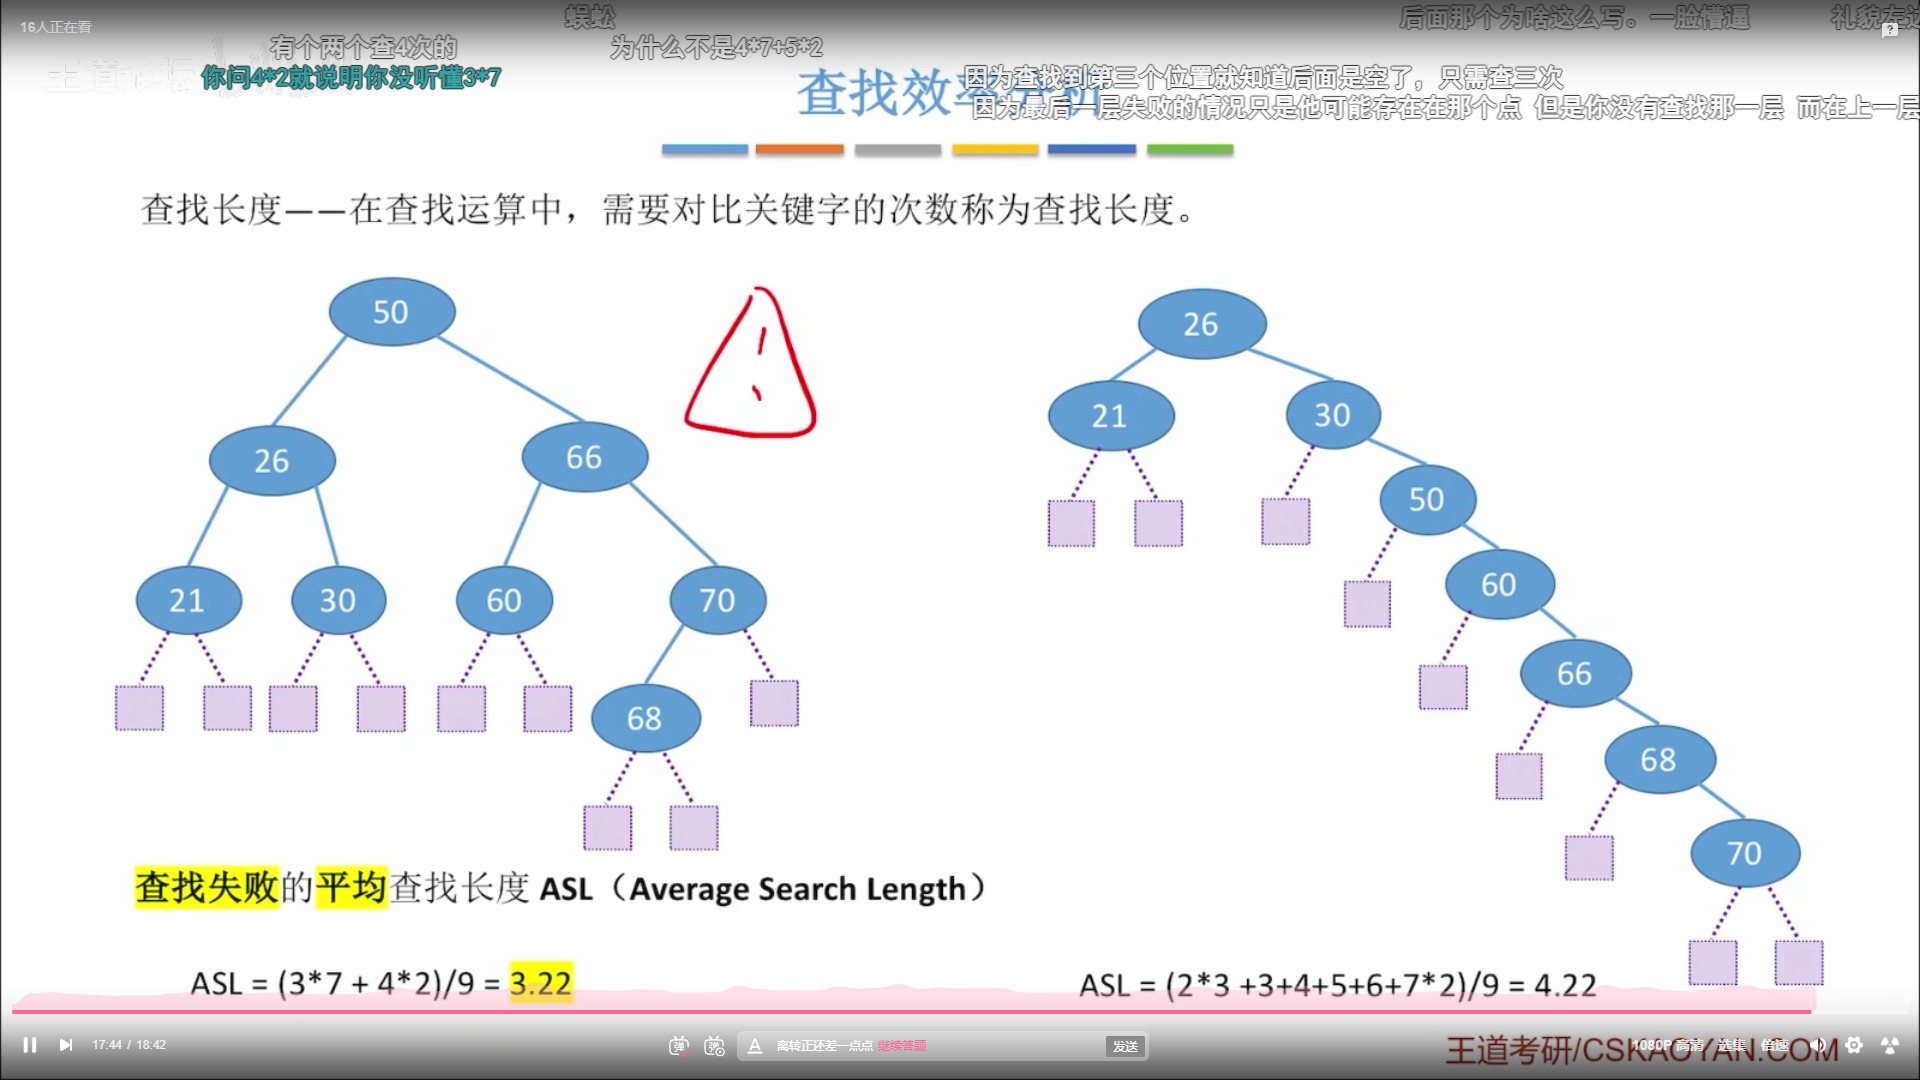 16人正在看
蜈蚣
后面那个为啥这么写。一脸懵逼
礼貌左边
有个两个查4次的
为什么不是4*7+5*2
王道论坛
你问4*2就说明你没听懂3*7
因为查找到第三个位置就知道后面是空了，只需查三次
查找效率分析
因为最后一层失败的情况只是他可能存在在那个点 但是你没有查找那一层 而在上一层
查找长度——在查找运算中，需要对比关键字的次数称为查找长度。
50
26
66
21
30
60
70
68
26
21
30
50
60
66
68
70
查找失败的平均查找长度 ASL（Average Search Length）
ASL = (3*7 + 4*2)/9 = 3.22
ASL = (2*3 +3+4+5+6+7*2)/9 = 4.22
17:44 / 18:42
弹
弹
A
离转正还差一点点 继续答题
发送
王道考研/CSKAOYAN.COM
1080P 高清
选集
倍速